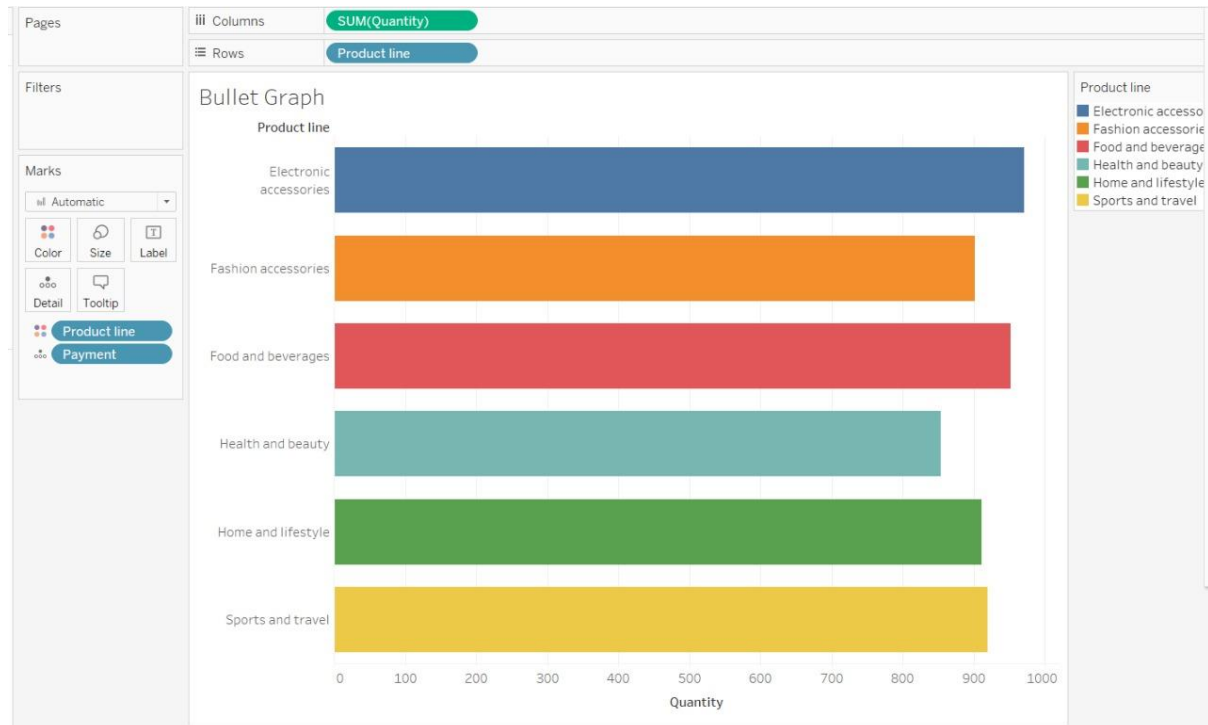 Pages
Columns
SUM(Quantity)
Rows
Product line
Filters
Marks
Automatic
Color
Size
T
Label
Detail
Tooltip
Product line
Payment
Bullet Graph
Product line
Electronic
accessories
Fashion accessories
Food and beverages
Health and beauty
Home and lifestyle
Sports and travel
0 100 200 300 400 500 600 700 800 900 1000
Quantity
Product line
Electronic accesso
Fashion accessorie
Food and beverage
Health and beauty
Home and lifestyle
Sports and travel